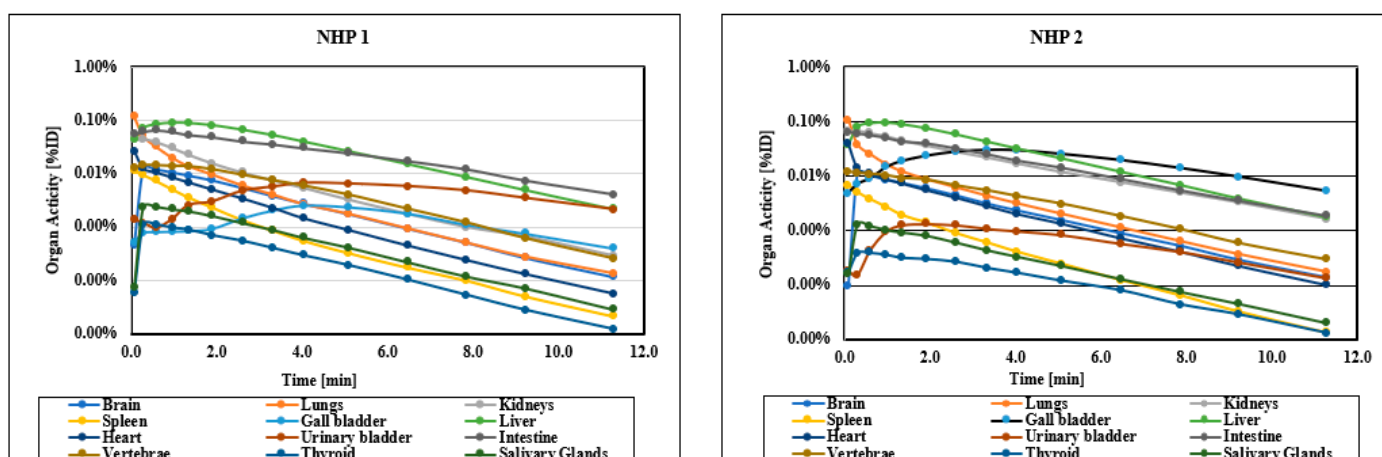 NHP 1
1.00%
0.10%
0.01%
0.00%
0.00%
0.00%
Organ Acticity [%ID]
0.0 2.0 4.0 6.0 8.0 10.0 12.0
Time [min]
Brain Lungs Kidneys
Spleen Gall bladder Liver
Heart Urinary bladder Intestine
Vertebrae Thyroid Salivary Glands
NHP 2
1.00%
0.10%
0.01%
0.00%
0.00%
0.00%
Organ Acticity [%ID]
0.0 2.0 4.0 6.0 8.0 10.0 12.0
Time [min]
Brain Lungs Kidneys
Spleen Gall bladder Liver
Heart Urinary bladder Intestine
Vertebrae Thyroid Salivary Glands